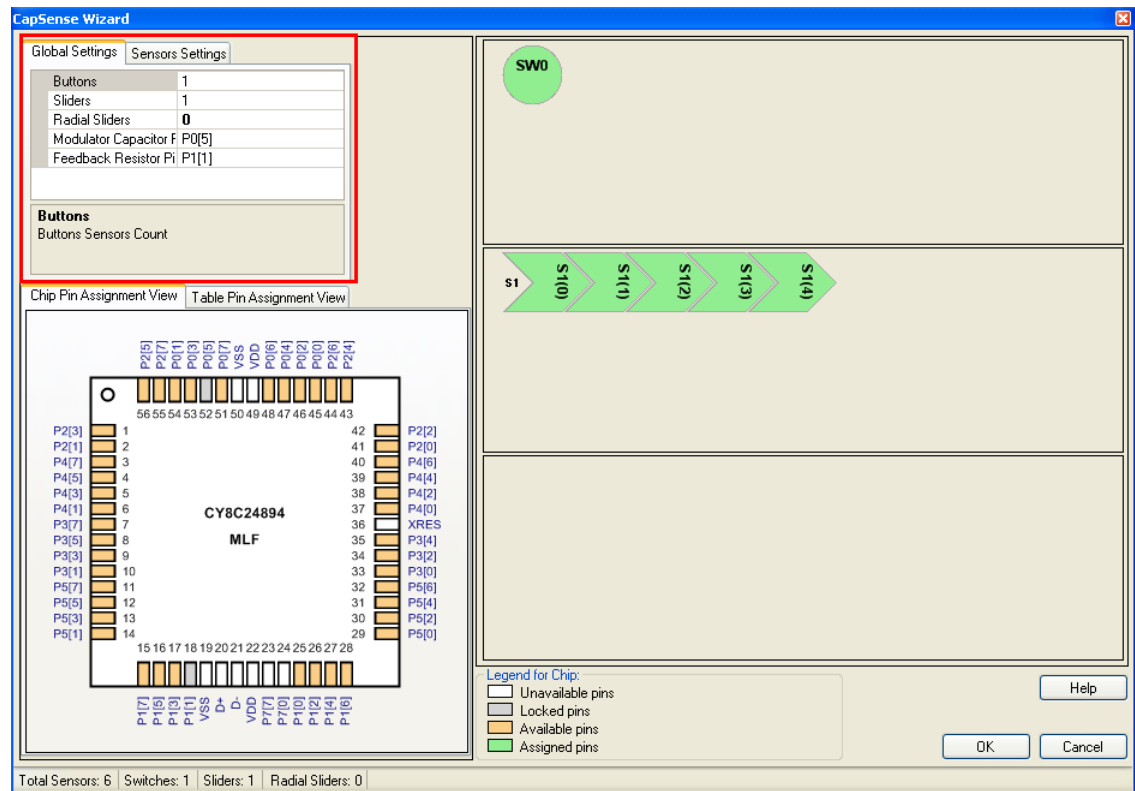 CapSense Wizard
Global Settings Sensors Settings
Buttons 1
Sliders 1
Radial Sliders 0
Modulator Capacitor F P0[5]
Feedback Resistor Pi P1[1]
Buttons
Buttons Sensors Count
Chip Pin Assignment View Table Pin Assignment View
P2[5] P2[7] P0[1] P0[3] P0[5] P0[7] VSS VDD P0[6] P0[4] P0[2] P0[0] P2[6] P2[4]
56 55 54 53 52 51 50 49 48 47 46 45 44 43
P2[3] 1 42 P2[2]
P2[1] 2 41 P2[0]
P4[7] 3 40 P4[6]
P4[5] 4 39 P4[4]
P4[3] 5 38 P4[2]
P4[1] 6 37 P4[0]
P3[7] 7 36 XRES
P3[5] 8 35 P3[4]
P3[3] 9 34 P3[2]
P3[1] 10 33 P3[0]
P5[7] 11 32 P5[6]
P5[5] 12 31 P5[4]
P5[3] 13 30 P5[2]
P5[1] 14 29 P5[0]
CY8C24894
MLF
15 16 17 18 19 20 21 22 23 24 25 26 27 28
P1[7] P1[5] P1[3] P1[1] VSS D+ D- VDD P7[7] P7[0] P1[0] P1[2] P1[4] P1[6]
SW0
S1 S1(0) S1(1) S1(2) S1(3) S1(4)
Legend for Chip:
Unavailable pins
Locked pins
Available pins
Assigned pins
Help
OK Cancel
Total Sensors: 6 Switches: 1 Sliders: 1 Radial Sliders: 0